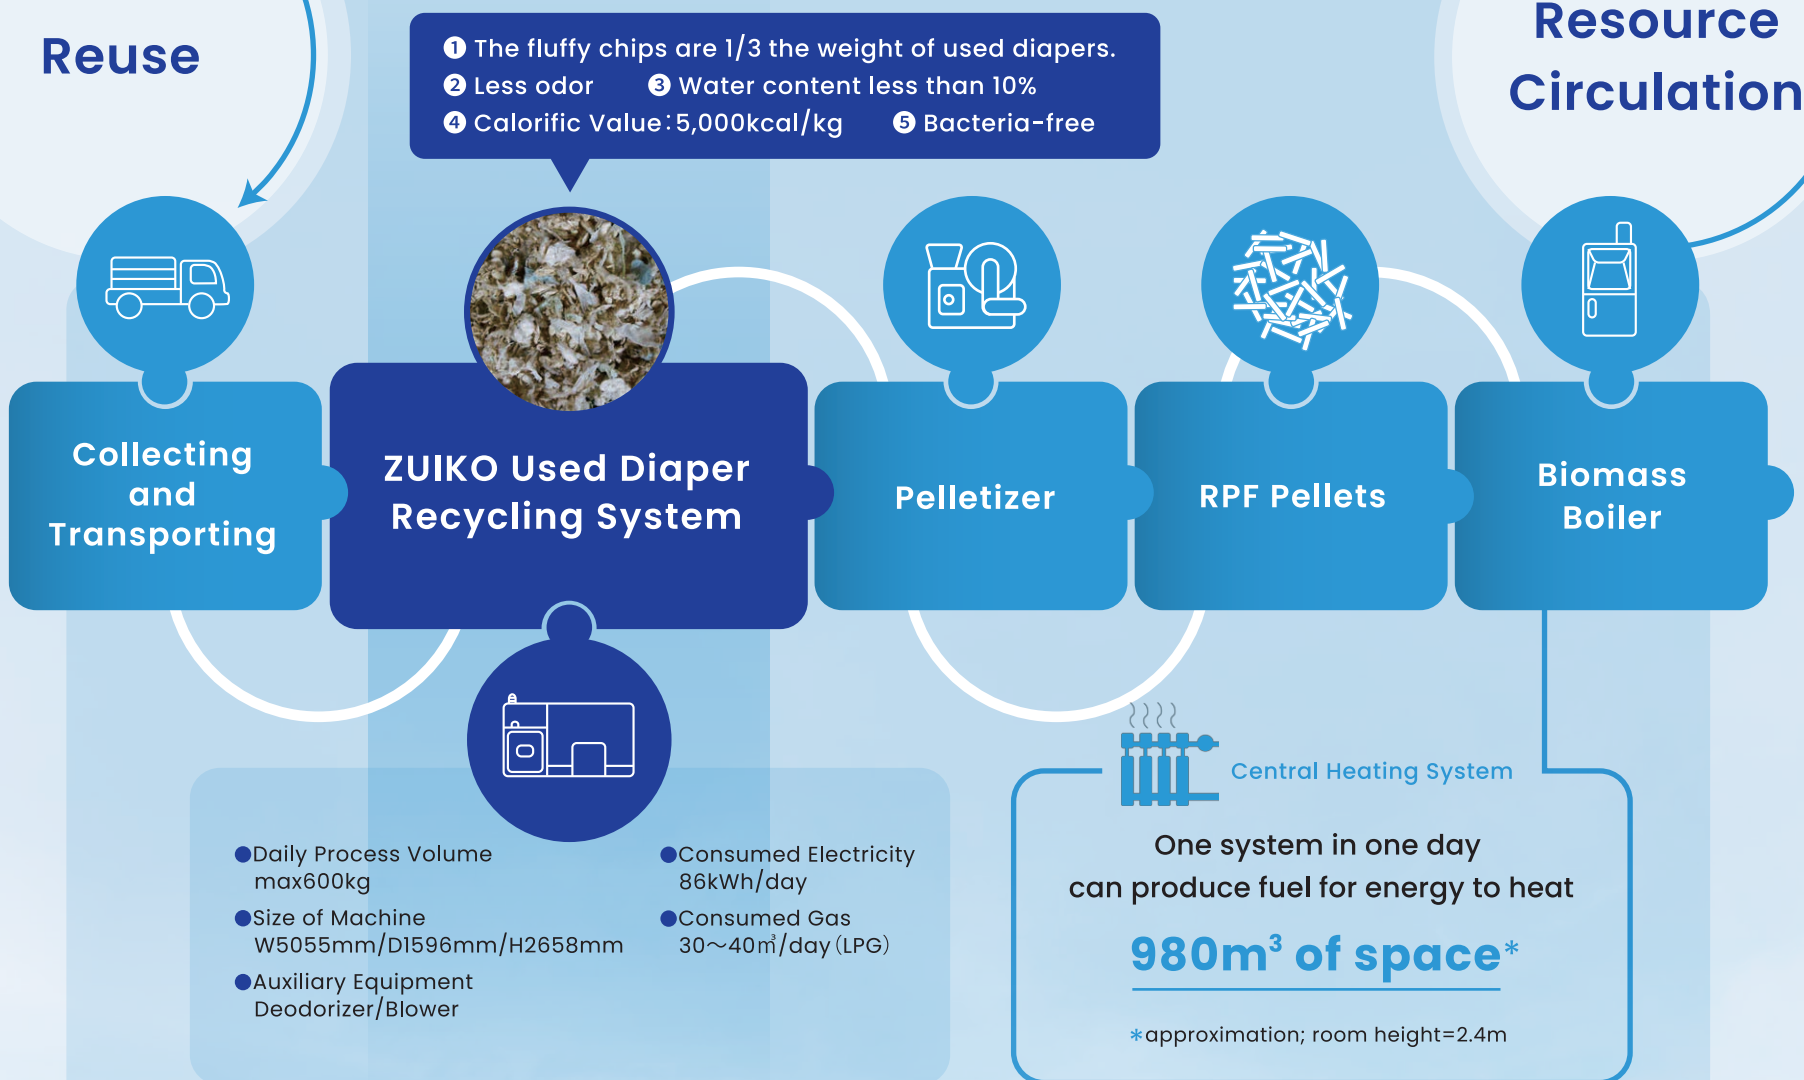 Reuse
Resource
Circulation
❶ The fluffy chips are 1/3 the weight of used diapers.
❷ Less odor ❸ Water content less than 10%
❹ Calorific Value:5,000kcal/kg ❺ Bacteria-free
Collecting
and
Transporting
ZUIKO Used Diaper
Recycling System
Pelletizer
RPF Pellets
Biomass
Boiler
●Daily Process Volume
max600kg
●Size of Machine
W5055mm/D1596mm/H2658mm
●Auxiliary Equipment
Deodorizer/Blower
●Consumed Electricity
86kWh/day
●Consumed Gas
30～40㎥/day（LPG）
Central Heating System
One system in one day
can produce fuel for energy to heat
980m³ of space*
*approximation; room height=2.4m